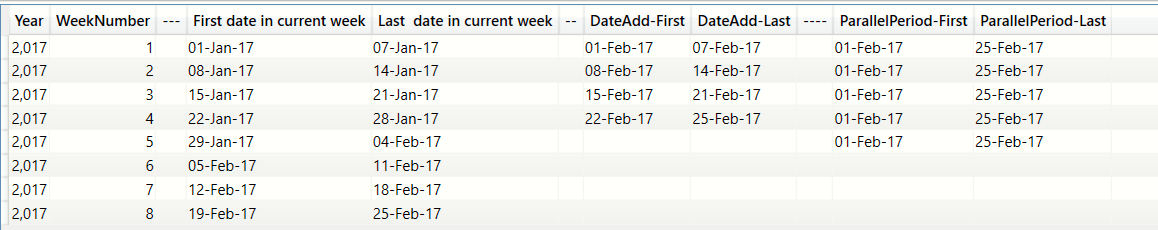 Year WeekNumber --- First date in current week Last date in current week -- DateAdd-First DateAdd-Last ---- ParallelPeriod-First ParallelPeriod-Last
2,017 1 01-Jan-17 07-Jan-17 01-Feb-17 07-Feb-17 01-Feb-17 25-Feb-17
2,017 2 08-Jan-17 14-Jan-17 08-Feb-17 14-Feb-17 01-Feb-17 25-Feb-17
2,017 3 15-Jan-17 21-Jan-17 15-Feb-17 21-Feb-17 01-Feb-17 25-Feb-17
2,017 4 22-Jan-17 28-Jan-17 22-Feb-17 25-Feb-17 01-Feb-17 25-Feb-17
2,017 5 29-Jan-17 04-Feb-17 01-Feb-17 25-Feb-17
2,017 6 05-Feb-17 11-Feb-17
2,017 7 12-Feb-17 18-Feb-17
2,017 8 19-Feb-17 25-Feb-17